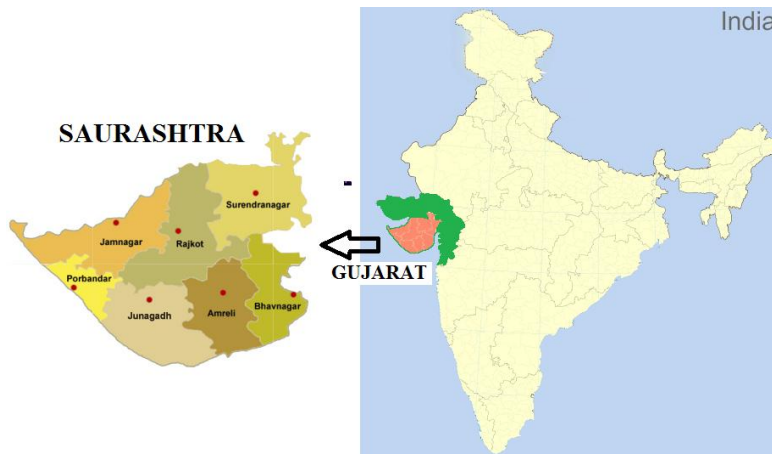 India
SAURASHTRA
Surendranagar
Jamnagar
Rajkot
GUJARAT
Porbandar
Junagadh
Amreli
Bhavnagar